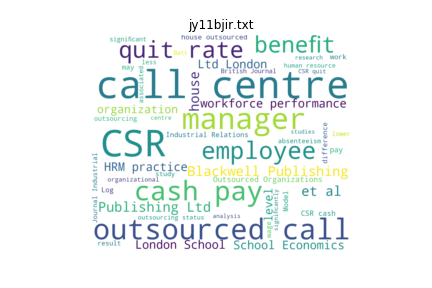 jy11bjir.txt
significant
house outsourced
quit rate
Batt
benefit
may
less
Ltd London
research
work
associated
British Journal
human resource
CSR quit
call centre
house
workforce performance
organization
manager
outsourcing
centre
CSR
Industrial Relations
studies
lower
absenteeism
employee
difference
pay
HRM practice
Blackwell Publishing
study
organizational
Outsourced Organizations
Journal Industrial
Log
cash pay
level
significantly
Model
et al
Publishing Ltd
wage
CSR cash
outsourcing status
analysis
outsourced call
result
London School
School Economics